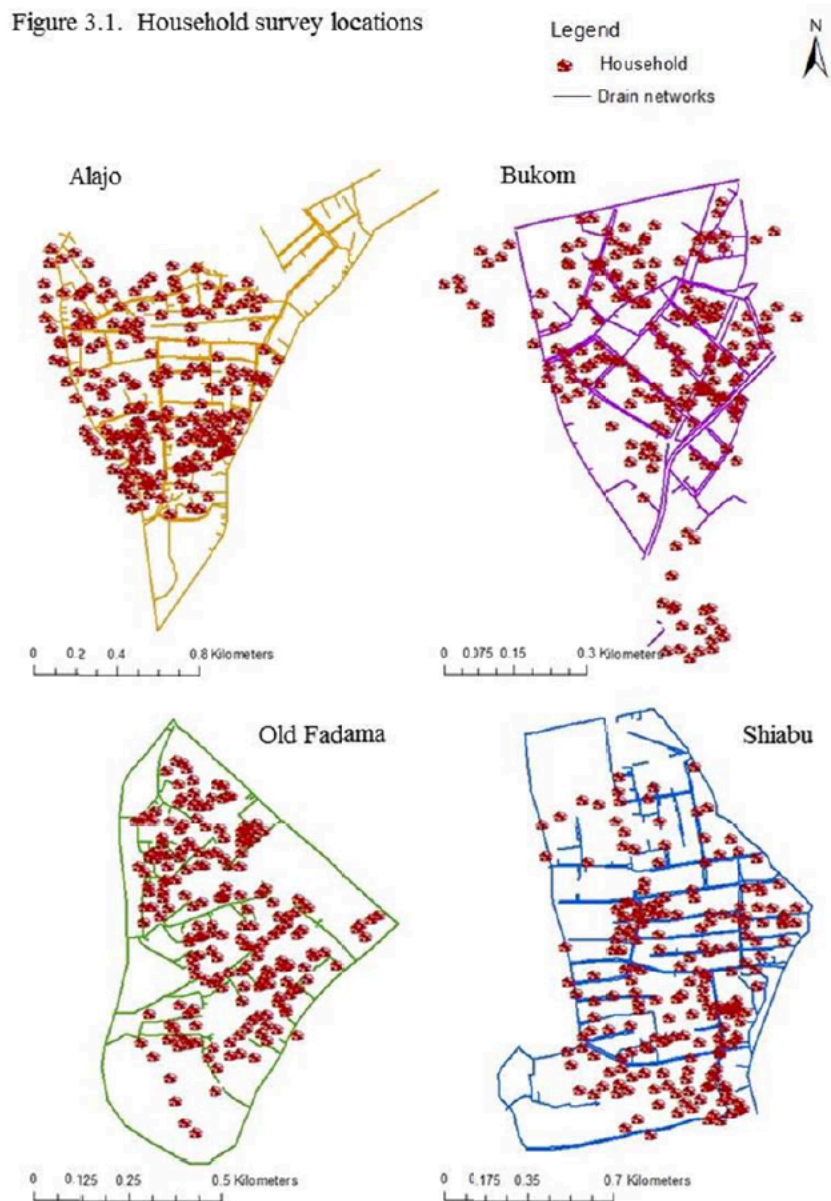 Figure 3.1. Household survey locations
Legend
N
Household
Drain networks
Alajo
Bukom
0 0.2 0.4 0.8 Kilometers
0 0.075 0.15 0.3 Kilometers
Old Fadama
Shiabu
0 0.125 0.25 0.5 Kilometers
0 0.175 0.35 0.7 Kilometers